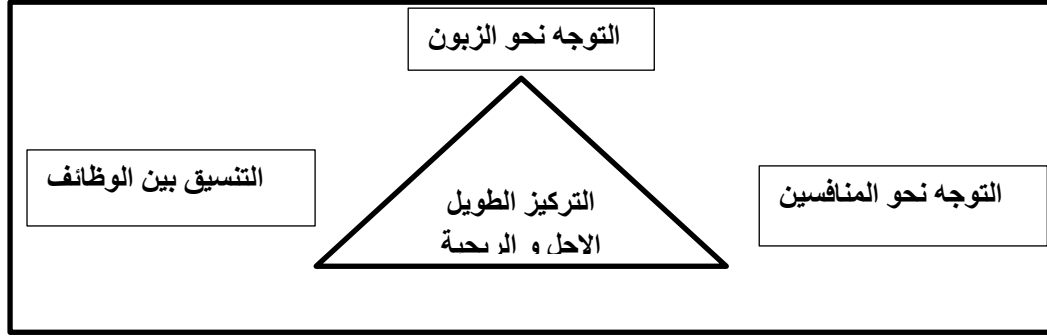 التوجه نحو الزبون
التنسيق بين الوظائف
التوجه نحو المنافسين
التركيز الطويل
الاجل و الربحية